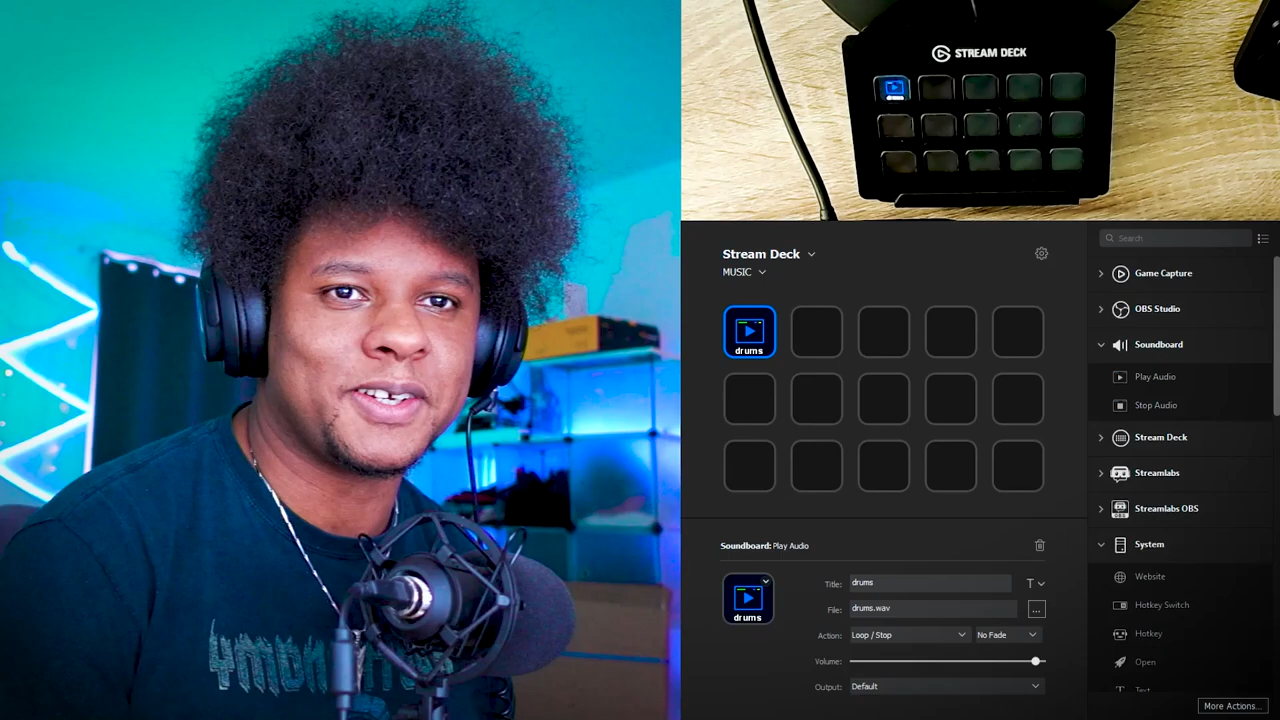 STREAM DECK
Stream Deck
MUSIC
drums
Soundboard: Play Audio
drums
Title:
drums
T
File:
drums.wav
...
Action:
Loop / Stop
No Fade
Volume:
Output:
Default
Search
Game Capture
OBS Studio
Soundboard
Play Audio
Stop Audio
Stream Deck
Streamlabs
OBS
Streamlabs OBS
System
Website
Hotkey Switch
Hotkey
Open
Text
More Actions...